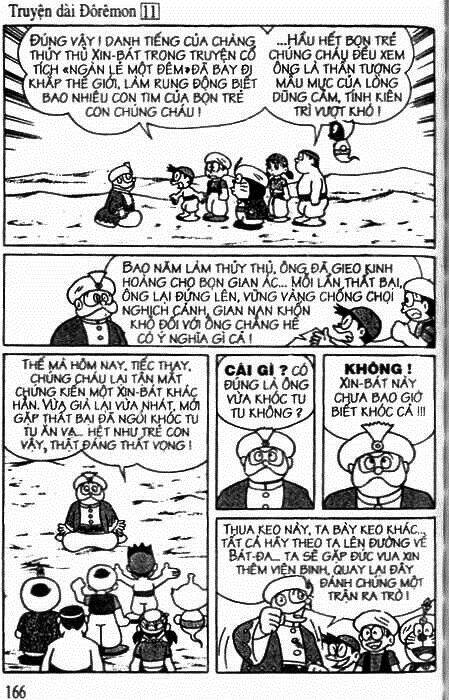 Truyện dài Đôrêmon 11
ĐÚNG VẬY ! DANH TIẾNG CỦA CHÀNG
THỦY THỦ XIN-BÁT TRONG TRUYỆN CỔ
TÍCH «NGÀN LẺ MỘT ĐÊM» ĐÃ BAY ĐI
KHẮP THẾ GIỚI, LÀM RUNG ĐỘNG BIẾT
BAO NHIÊU CON TIM CỦA BỌN TRẺ
CON CHÚNG CHÁU !
...HẦU HẾT BỌN TRẺ
CHÚNG CHÁU ĐỀU XEM
ÔNG LÀ THẦN TƯỢNG
MẪU MỰC CỦA LÒNG
DŨNG CẢM, TÍNH KIÊN
TRÌ VƯỢT KHÓ !
BAO NĂM LÀM THỦY THỦ, ÔNG ĐÃ GIEO KINH
HOÀNG CHO BỌN GIAN ÁC... MỖI LẦN THẤT BẠI,
ÔNG LẠI ĐỨNG LÊN, VỮNG VÀNG CHỐNG CHỌI
NGHỊCH CẢNH, GIAN NAN KHỐN
KHÓ ĐỐI VỚI ÔNG CHẲNG HỀ
CÓ Ý NGHĨA GÌ CẢ !
THẾ MÀ HÔM NAY, TIẾC THAY,
CHÚNG CHÁU LẠI TẬN MẮT
CHỨNG KIẾN MỘT XIN-BÁT KHÁC
HẲN. VỪA GIÀ LẠI VỪA NHÁT, MỚI
GẶP THẤT BẠI ĐÃ NGỒI KHÓC TU
TU ĂN VẠ... HỆT NHƯ TRẺ CON
VẬY, THẬT ĐÁNG THẤT VỌNG !
CÁI GÌ ? CÓ
ĐÚNG LÀ ÔNG
VỪA KHÓC TU
TU KHÔNG ?
KHÔNG !
XIN-BÁT NÀY
CHƯA BAO GIỜ
BIẾT KHÓC CẢ !!!
THUA KEO NÀY, TA BÀY KEO KHÁC...
TẤT CẢ HÃY THEO TA LÊN ĐƯỜNG VỀ
BÁT-ĐA... TA SẼ GẶP ĐỨC VUA XIN
THÊM VIỆN BINH, QUAY LẠI ĐÂY
ĐÁNH CHÚNG MỘT
TRẬN RA TRÒ !
166